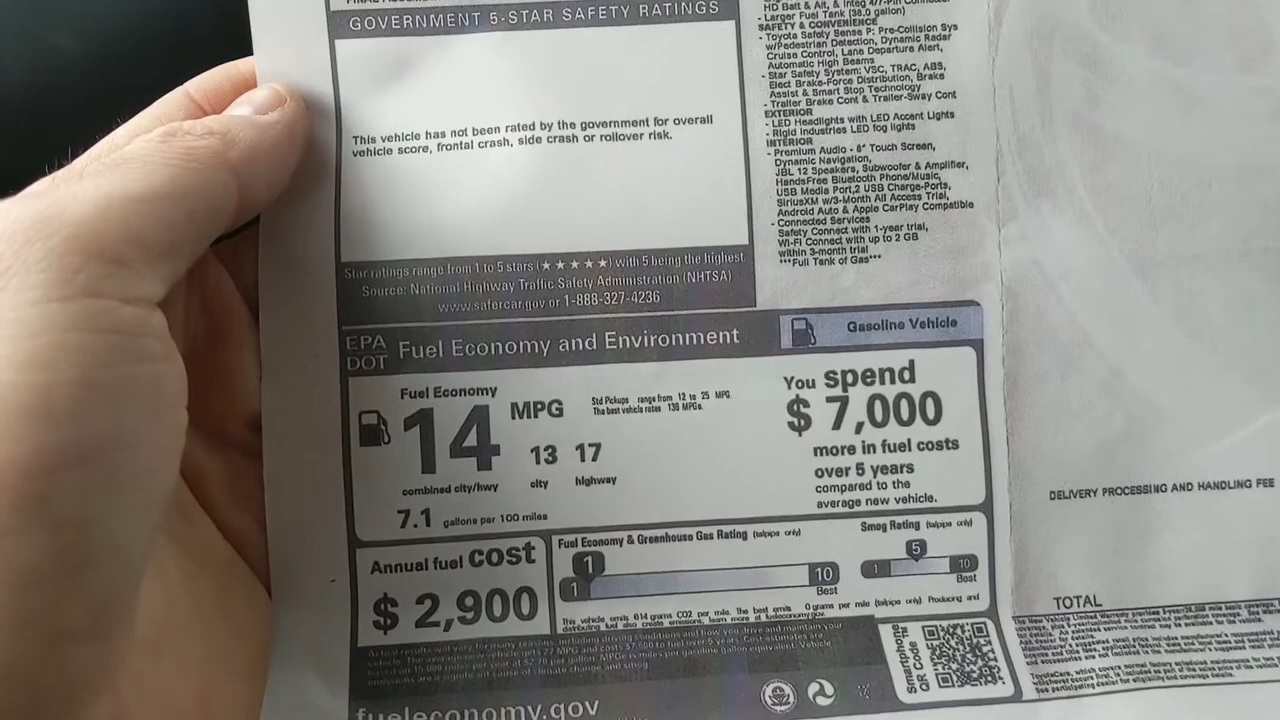 GOVERNMENT 5-STAR SAFETY RATINGS
This vehicle has not been rated by the government for overall
vehicle score, frontal crash, side crash or rollover risk.
Star ratings range from 1 to 5 stars (★★★★★) with 5 being the highest.
Source: National Highway Traffic Safety Administration (NHTSA)
www.safercar.gov or 1-888-327-4236
HD Batt & Alt, & Integ 4/7-Pin Connector
- Larger Fuel Tank (38.0 gallon)
SAFETY & CONVENIENCE
- Toyota Safety Sense P: Pre-Collision Sys
w/Pedestrian Detection, Dynamic Radar
Cruise Control, Lane Departure Alert,
Automatic High Beams
- Star Safety System: VSC, TRAC, ABS,
Elect Brake-Force Distribution, Brake
Assist & Smart Stop Technology
- Trailer Brake Cont & Trailer-Sway Cont
EXTERIOR
- LED Headlights with LED Accent Lights
- Rigid Industries LED fog lights
INTERIOR
- Premium Audio - 8" Touch Screen,
Dynamic Navigation,
JBL 12 Speakers, Subwoofer & Amplifier,
HandsFree Bluetooth Phone/Music,
USB Media Port,2 USB Charge-Ports,
SiriusXM w/3-Month All Access Trial,
Android Auto & Apple CarPlay Compatible
- Connected Services
Safety Connect with 1-year trial,
Wi-Fi Connect with up to 2 GB
within 3-month trial
***Full Tank of Gas***
EPA
DOT
Fuel Economy and Environment
Gasoline Vehicle
Fuel Economy
14 MPG
Std Pickups range from 12 to 25 MPG.
The best vehicle rates 136 MPGe.
13 17
combined city/hwy city highway
7.1 gallons per 100 miles
You spend
$ 7,000
more in fuel costs
over 5 years
compared to the
average new vehicle.
Annual fuel cost
$ 2,900
Fuel Economy & Greenhouse Gas Rating (tailpipe only)
1
1 10
Best
Smog Rating (tailpipe only)
5
1 10
Best
This vehicle emits 614 grams CO2 per mile. The best emits 0 grams per mile (tailpipe only). Producing and
distributing fuel also create emissions; learn more at fueleconomy.gov.
Smartphone
QR Code
fueleconomy.gov
DELIVERY PROCESSING AND HANDLING FEE
TOTAL